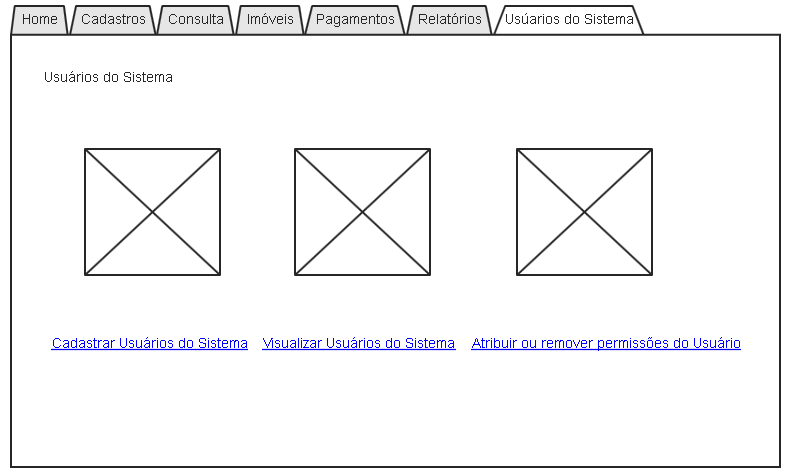 Home Cadastros Consulta Imóveis Pagamentos Relatórios Usúarios do Sistema
Usuários do Sistema
Cadastrar Usuários do Sistema Visualizar Usuários do Sistema Atribuir ou remover permissões do Usuário